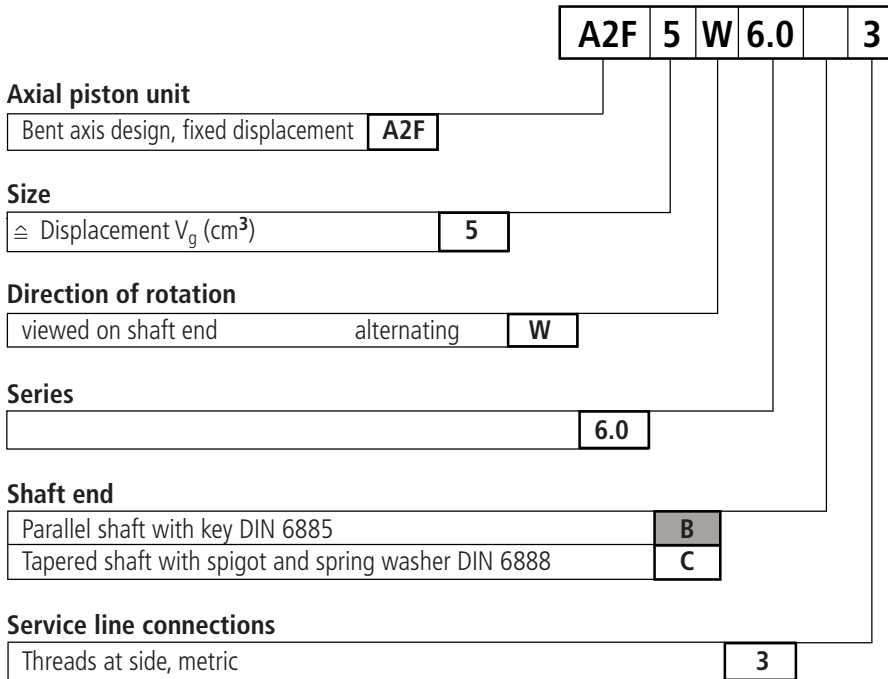 A2F 5 W 6.0 3
Axial piston unit
Bent axis design, fixed displacement A2F
Size
≙ Displacement Vg (cm3) 5
Direction of rotation
viewed on shaft end alternating W
Series
6.0
Shaft end
Parallel shaft with key DIN 6885 B
Tapered shaft with spigot and spring washer DIN 6888 C
Service line connections
Threads at side, metric 3